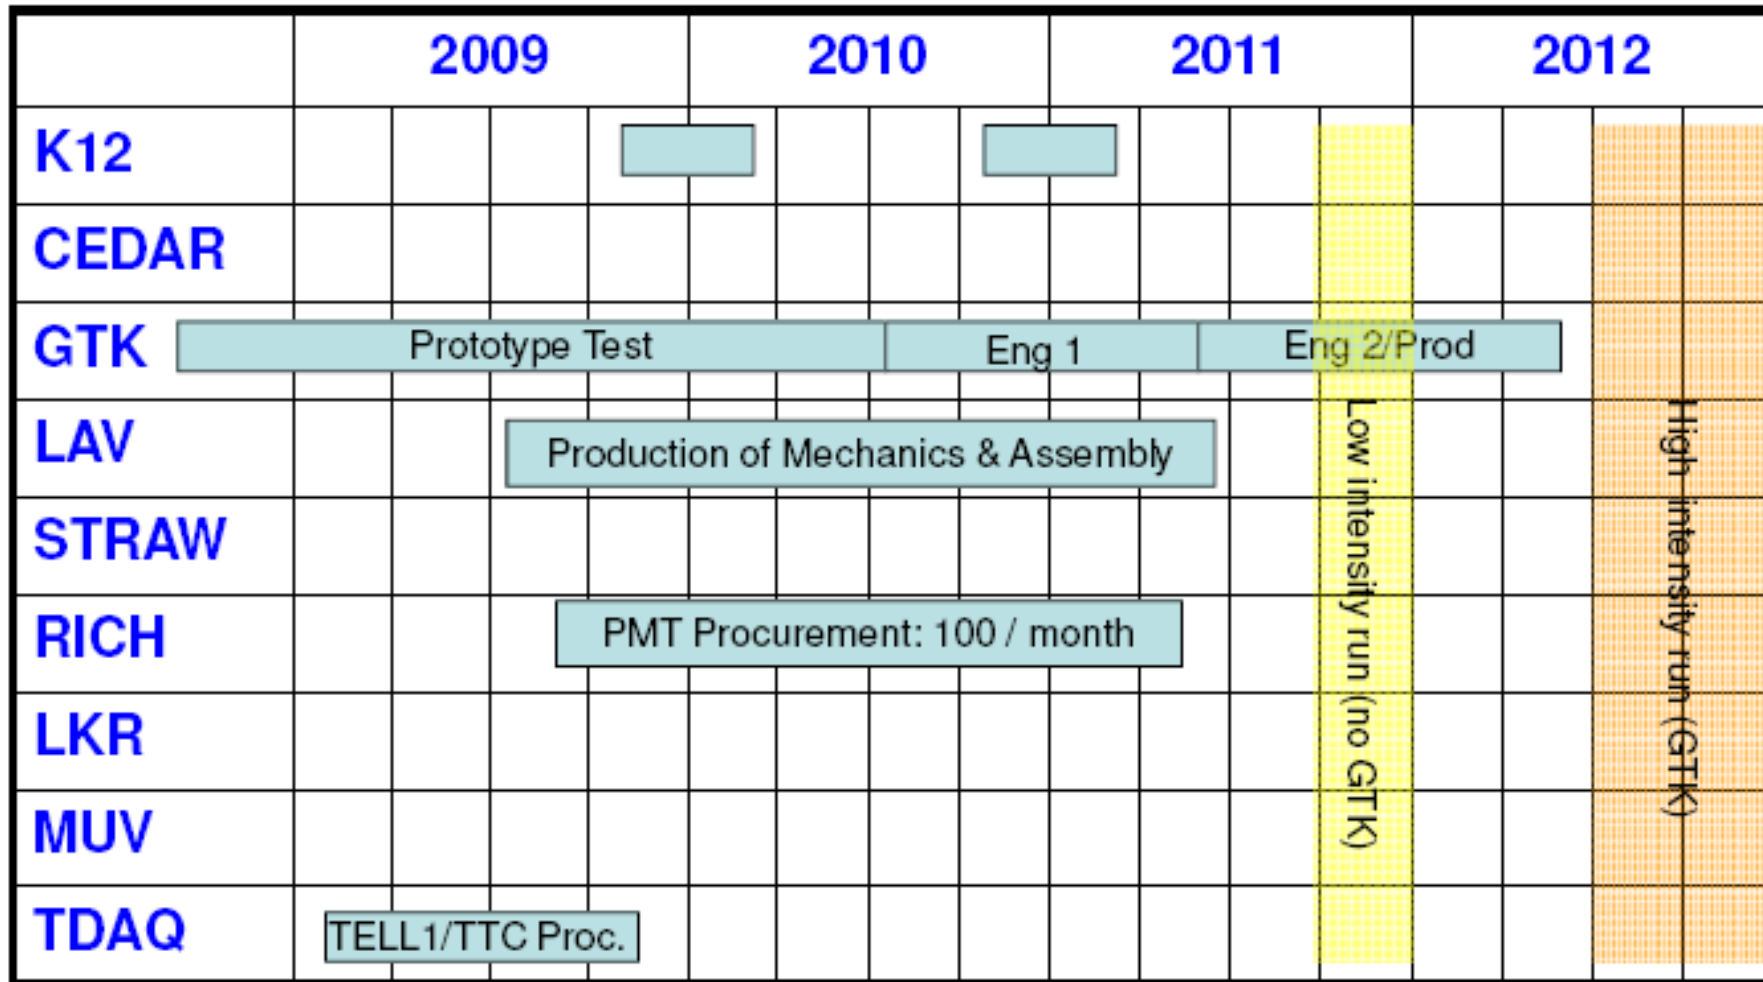 2009 2010 2011 2012
K12
CEDAR
GTK Prototype Test Eng 1 Eng 2/Prod
LAV Production of Mechanics & Assembly
STRAW
RICH PMT Procurement: 100 / month
LKR
MUV
TDAQ TELL1/TTC Proc.
Low intensity run (no GTK)
High intensity run (GTK)